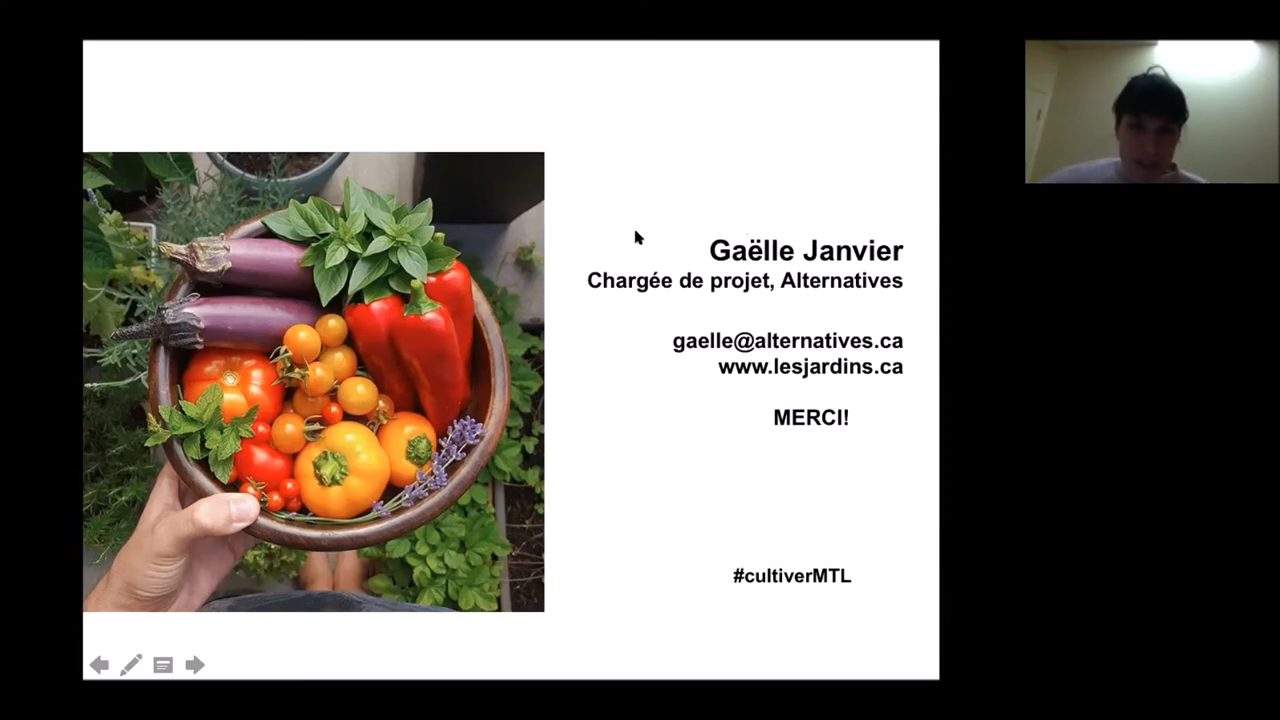 Gaëlle Janvier
Chargée de projet, Alternatives
gaelle@alternatives.ca
www.lesjardins.ca
MERCI!
#cultiverMTL